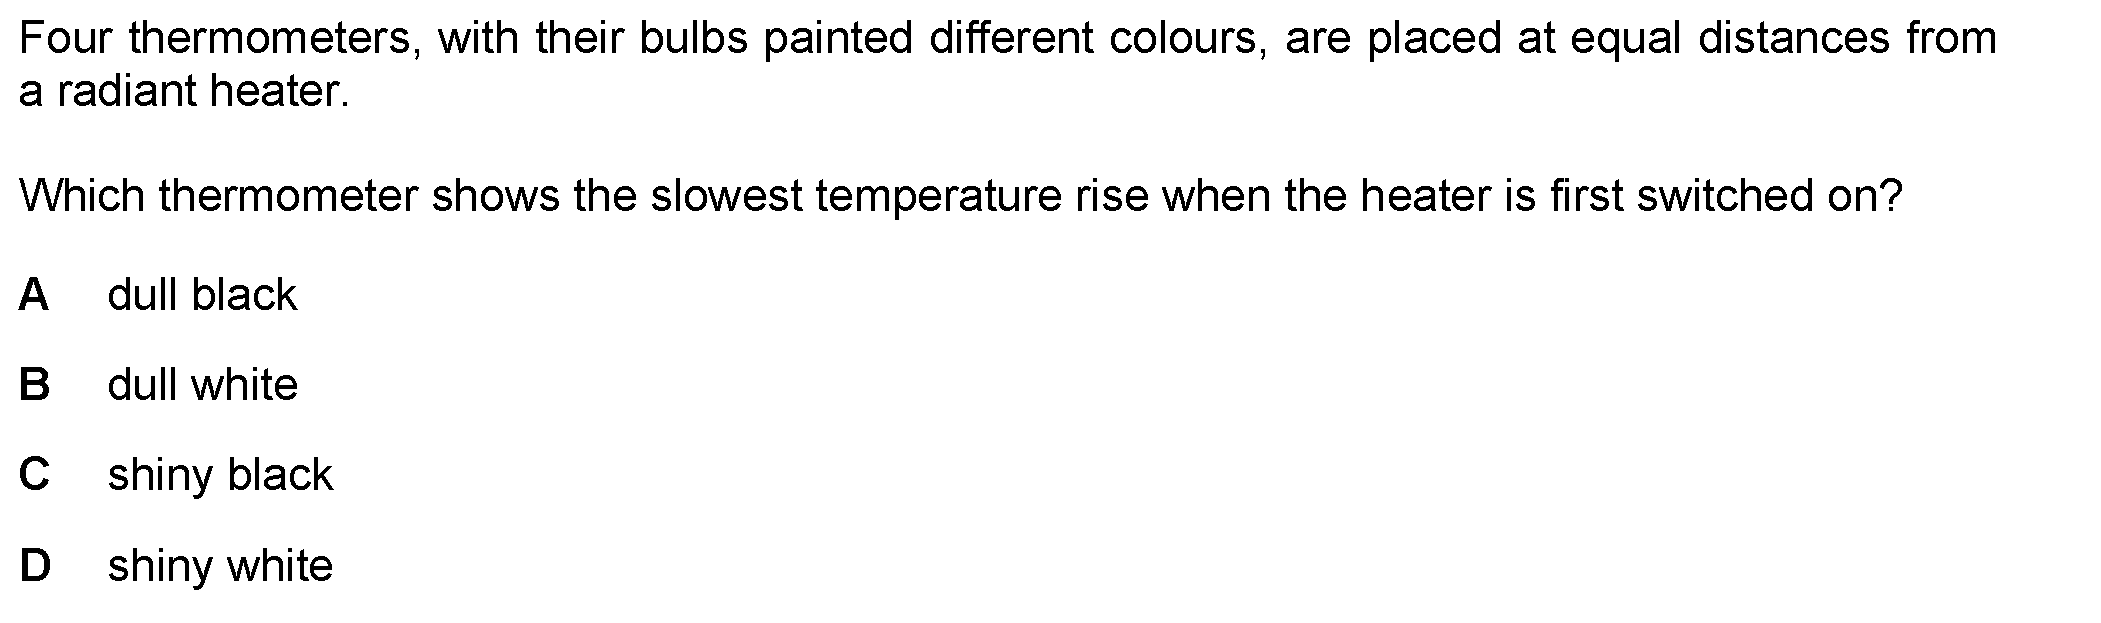 Four thermometers, with their bulbs painted different colours, are placed at equal distances from
a radiant heater.
Which thermometer shows the slowest temperature rise when the heater is first switched on?
A dull black
B dull white
C shiny black
D shiny white